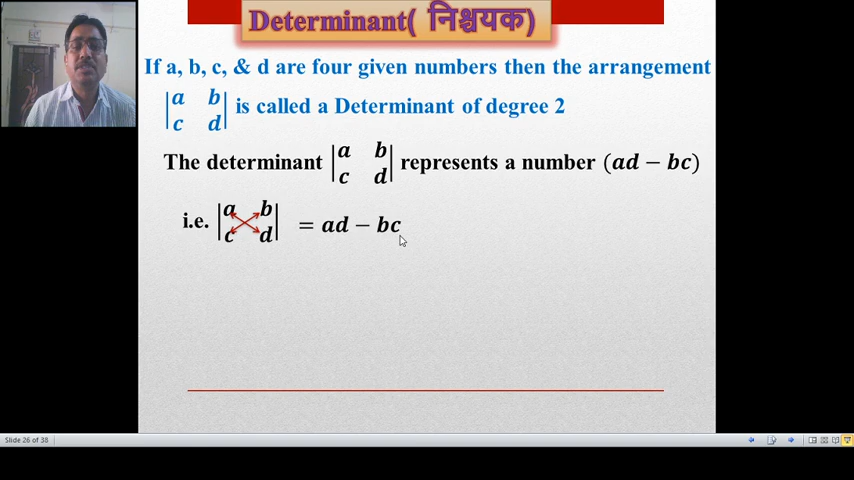 Determinant( निश्चयक)
If a, b, c, & d are four given numbers then the arrangement
|a b
c d| is called a Determinant of degree 2
The determinant |a b
c d| represents a number (ad − bc)
i.e. |a b
c d| = ad − bc
Slide 26 of 38